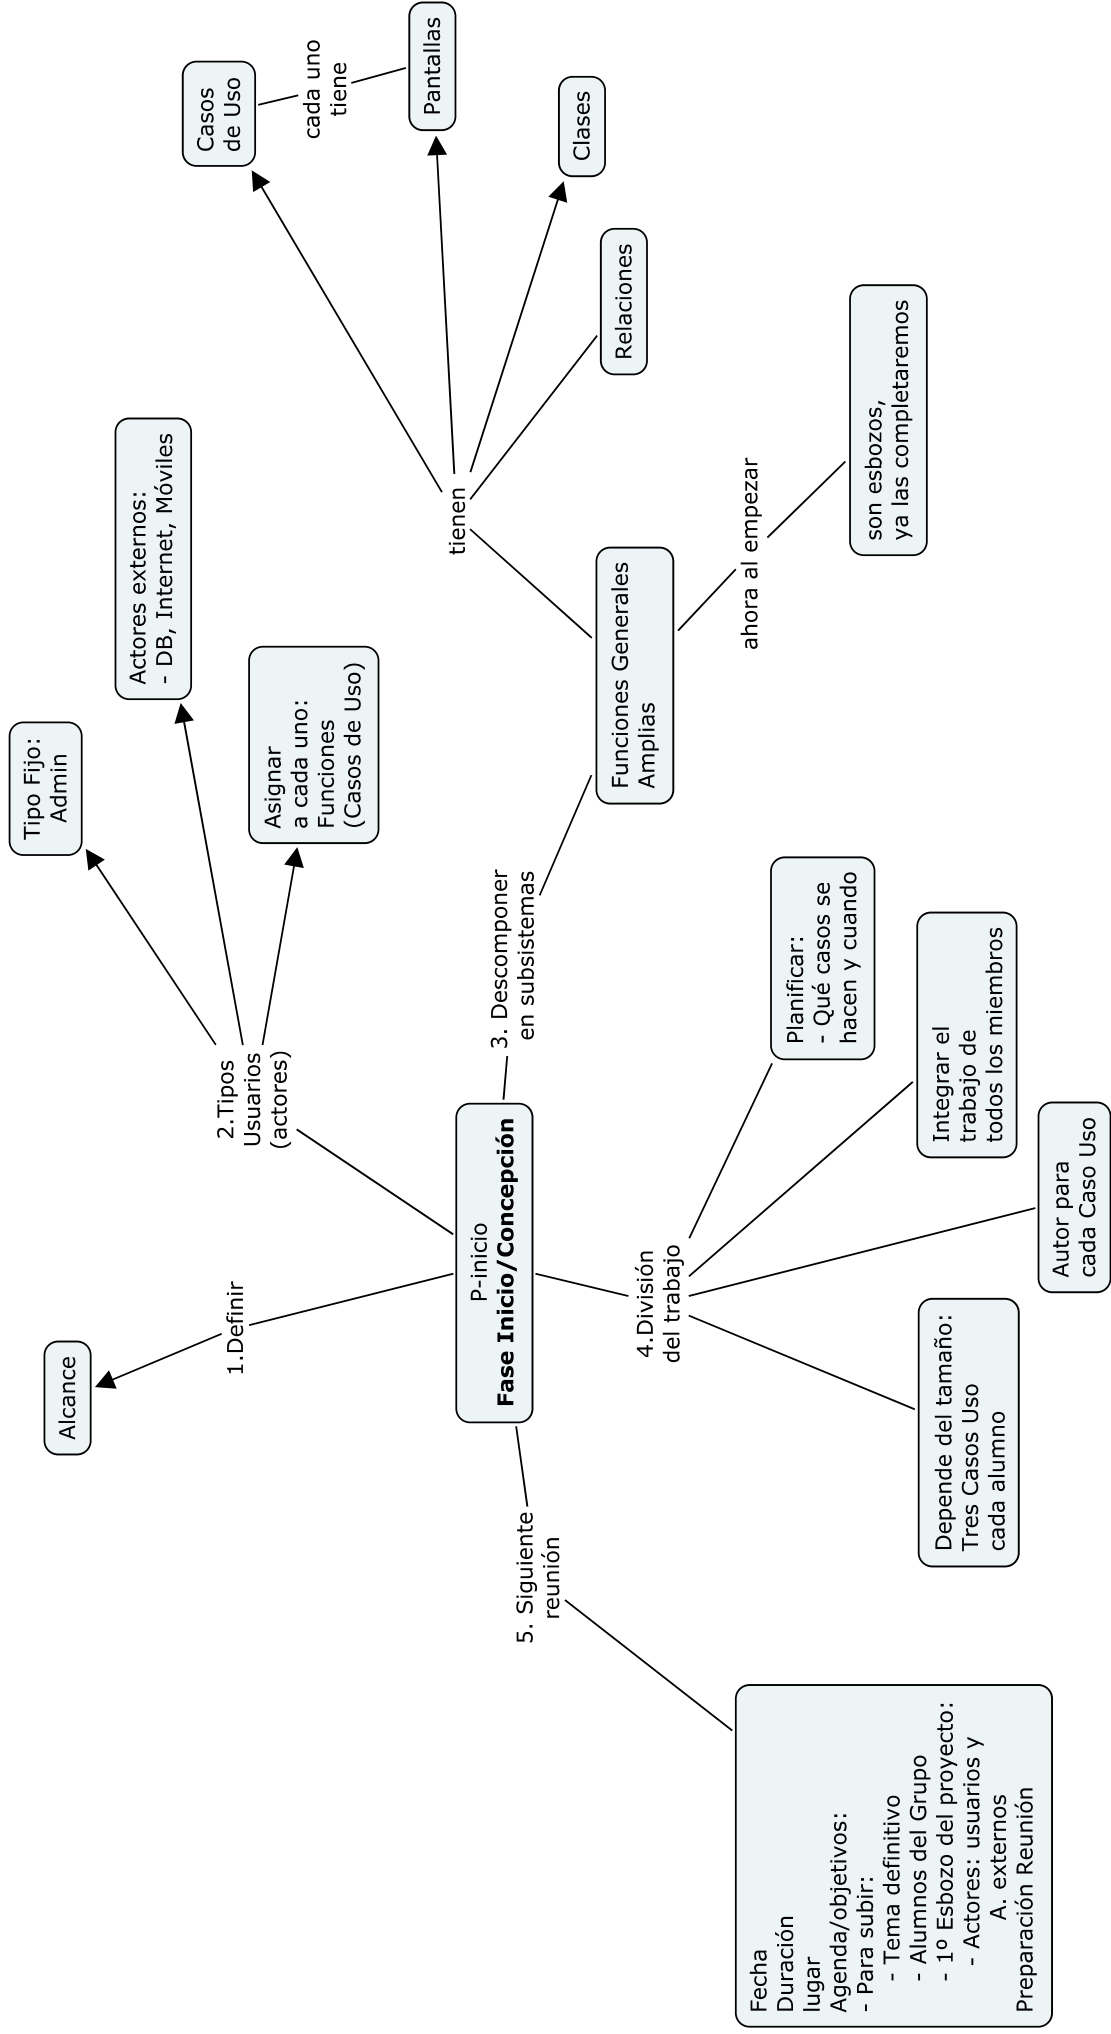 Alcance
1.Definir
P-inicio
Fase Inicio/Concepción
2.Tipos
Usuarios
(actores)
Tipo Fijo:
Admin
Actores externos:
- DB, Internet, Móviles
Asignar
a cada uno:
Funciones
(Casos de Uso)
3. Descomponer
en subsistemas
Funciones Generales
Amplias
tienen
Casos
de Uso
cada uno
tiene
Pantallas
Clases
Relaciones
ahora al empezar
son esbozos,
ya las completaremos
4.División
del trabajo
Planificar:
- Qué casos se
hacen y cuando
Integrar el
trabajo de
todos los miembros
Autor para
cada Caso Uso
Depende del tamaño:
Tres Casos Uso
cada alumno
5. Siguiente
reunión
Fecha
Duración
lugar
Agenda/objetivos:
- Para subir:
- Tema definitivo
- Alumnos del Grupo
- 1º Esbozo del proyecto:
- Actores: usuarios y
A. externos
Preparación Reunión